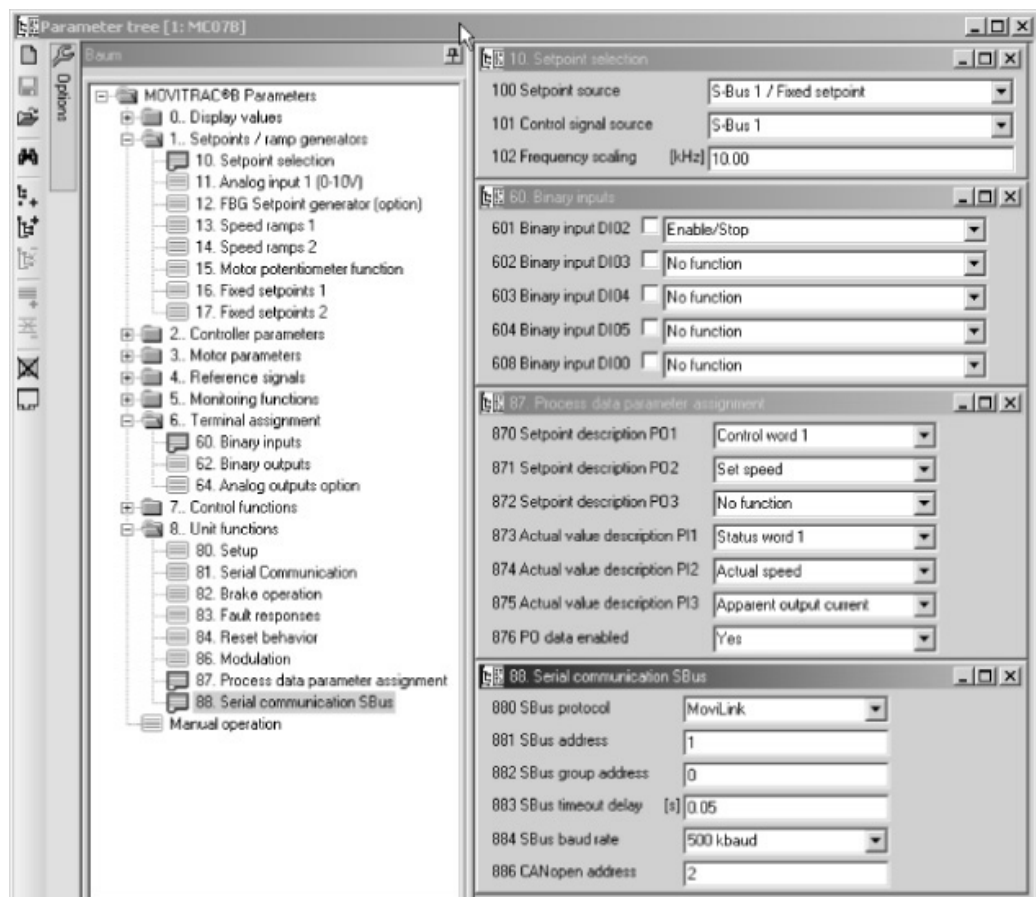 Parameter tree [1: MC07B]
Options
Baum
MOVITRAC®B Parameters
0.. Display values
1.. Setpoints / ramp generators
10. Setpoint selection
11. Analog input 1 (0-10V)
12. FBG Setpoint generator (option)
13. Speed ramps 1
14. Speed ramps 2
15. Motor potentiometer function
16. Fixed setpoints 1
17. Fixed setpoints 2
2.. Controller parameters
3.. Motor parameters
4.. Reference signals
5.. Monitoring functions
6.. Terminal assignment
60. Binary inputs
62. Binary outputs
64. Analog outputs option
7.. Control functions
8.. Unit functions
80. Setup
81. Serial Communication
82. Brake operation
83. Fault responses
84. Reset behavior
86. Modulation
87. Process data parameter assignment
88. Serial communication SBus
Manual operation
10. Setpoint selection
100 Setpoint source S-Bus 1 / Fixed setpoint
101 Control signal source S-Bus 1
102 Frequency scaling [kHz] 10.00
60. Binary inputs
601 Binary input DI02 Enable/Stop
602 Binary input DI03 No function
603 Binary input DI04 No function
604 Binary input DI05 No function
608 Binary input DI00 No function
87. Process data parameter assignment
870 Setpoint description PO1 Control word 1
871 Setpoint description PO2 Set speed
872 Setpoint description PO3 No function
873 Actual value description PI1 Status word 1
874 Actual value description PI2 Actual speed
875 Actual value description PI3 Apparent output current
876 PO data enabled Yes
88. Serial communication SBus
880 SBus protocol MoviLink
881 SBus address 1
882 SBus group address 0
883 SBus timeout delay [s] 0.05
884 SBus baud rate 500 kbaud
886 CANopen address 2